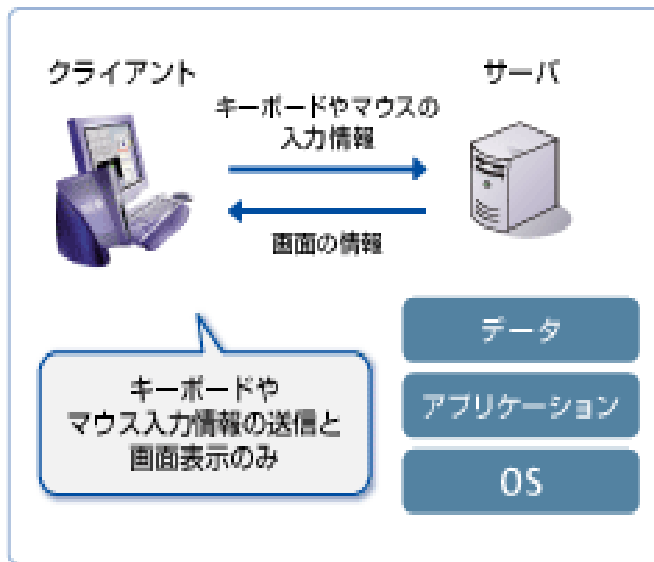 クライアント
サーバ
キーボードやマウスの
入力情報
画面の情報
キーボードや
マウス入力情報の送信と
画面表示のみ
データ
アプリケーション
OS